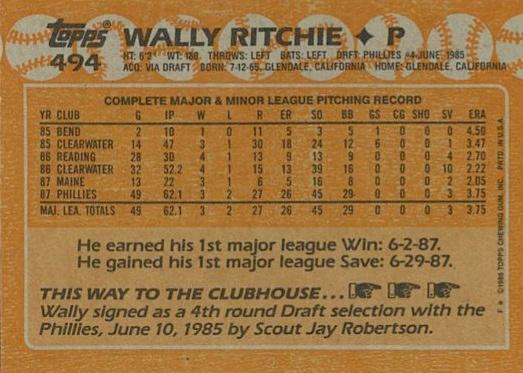 topps WALLY RITCHIE ✦ P
494 HT: 6'2" WT: 180 THROWS: LEFT BATS: LEFT DRFT: PHILLIES #4-JUNE, 1985
ACQ: VIA DRAFT BORN: 7-12-65, GLENDALE, CALIFORNIA HOME: GLENDALE, CALIFORNIA
COMPLETE MAJOR & MINOR LEAGUE PITCHING RECORD
YR CLUB G IP W L R ER SO BB GS CG SHO SV ERA
85 BEND 2 10 1 0 11 5 3 5 1 0 0 0 4.50
85 CLEARWATER 14 47 3 1 30 18 24 12 6 0 0 1 3.47
86 READING 28 30 4 1 13 9 13 9 0 0 0 4 2.70
86 CLEARWATER 32 52.2 4 1 15 13 39 16 0 0 0 10 2.22
87 MAINE 13 22 3 1 6 5 16 8 0 0 0 2 2.05
87 PHILLIES 49 62.1 3 2 27 26 45 29 0 0 0 3 3.75
MAJ. LEA. TOTALS 49 62.1 3 2 27 26 45 29 0 0 0 3 3.75
He earned his 1st major league Win: 6-2-87.
He gained his 1st major league Save: 6-29-87.
THIS WAY TO THE CLUBHOUSE...
Wally signed as a 4th round Draft selection with the
Phillies, June 10, 1985 by Scout Jay Robertson.
F * ©1988 TOPPS CHEWING GUM, INC. PRTD. IN U.S.A.